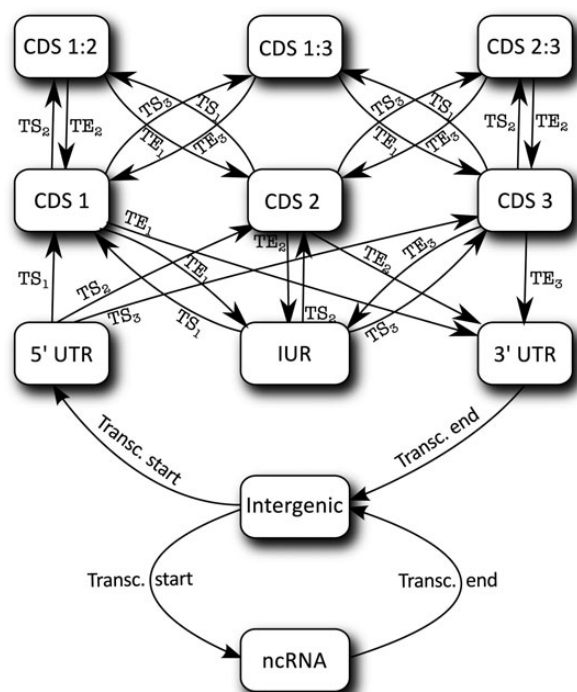 CDS 1:2
CDS 1:3
CDS 2:3
TS₂
TE₂
TS₃
TS₁
TE₁
TE₃
TS₃
TS₁
TE₁
TE₃
TS₂
TE₂
CDS 1
CDS 2
CDS 3
TE₁
TE₂
TE₂
TE₃
TS₁
TS₂
TE₁
TE₃
TS₃
TS₁
TS₂
TS₃
5' UTR
IUR
3' UTR
Transc. start
Transc. end
Intergenic
Transc. start
Transc. end
ncRNA